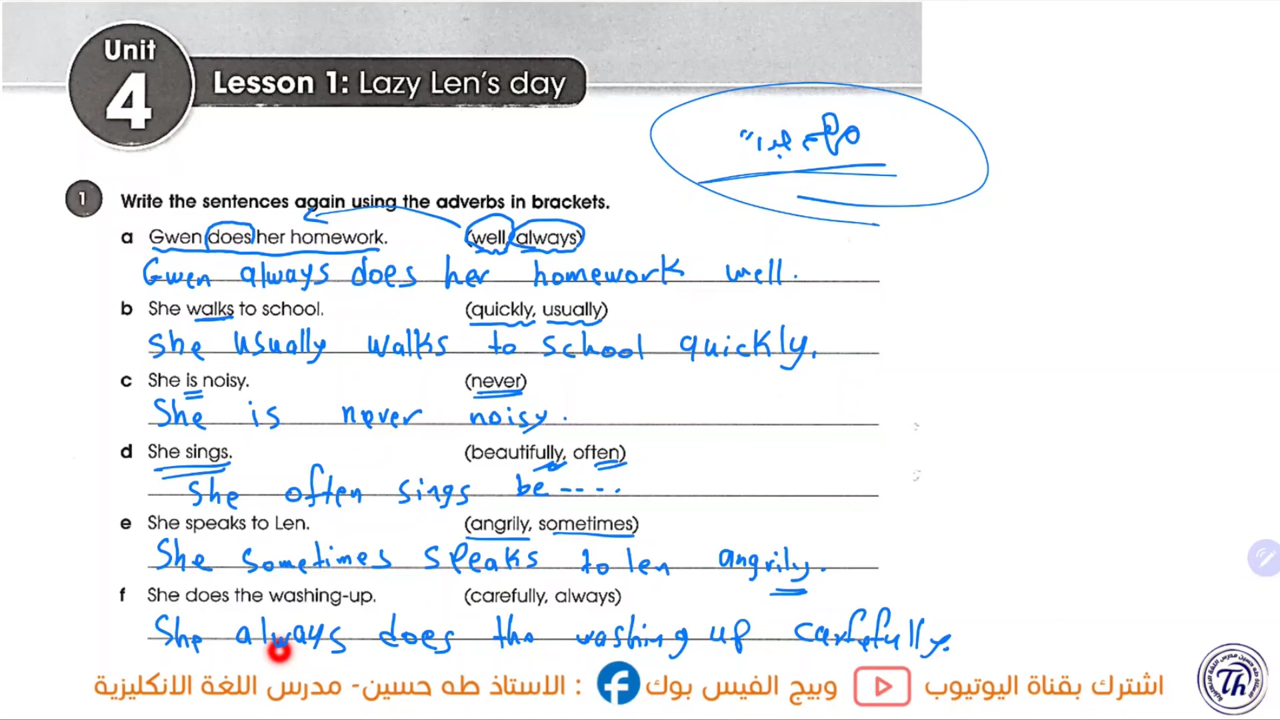 Unit
4
Lesson 1: Lazy Len's day
مهم جدا"
1 Write the sentences again using the adverbs in brackets.
a Gwen does her homework. (well, always)
Gwen always does her homework well.
b She walks to school. (quickly, usually)
She usually walks to school quickly.
c She is noisy. (never)
She is never noisy.
d She sings. (beautifully, often)
She often sings be----.
e She speaks to Len. (angrily, sometimes)
She sometimes speaks to len angrily.
f She does the washing-up. (carefully, always)
She always does the washing up carefully.
اشترك بقناة اليوتيوب وبيج الفيس بوك : الاستاذ طه حسين- مدرس اللغة الانكليزية
Th